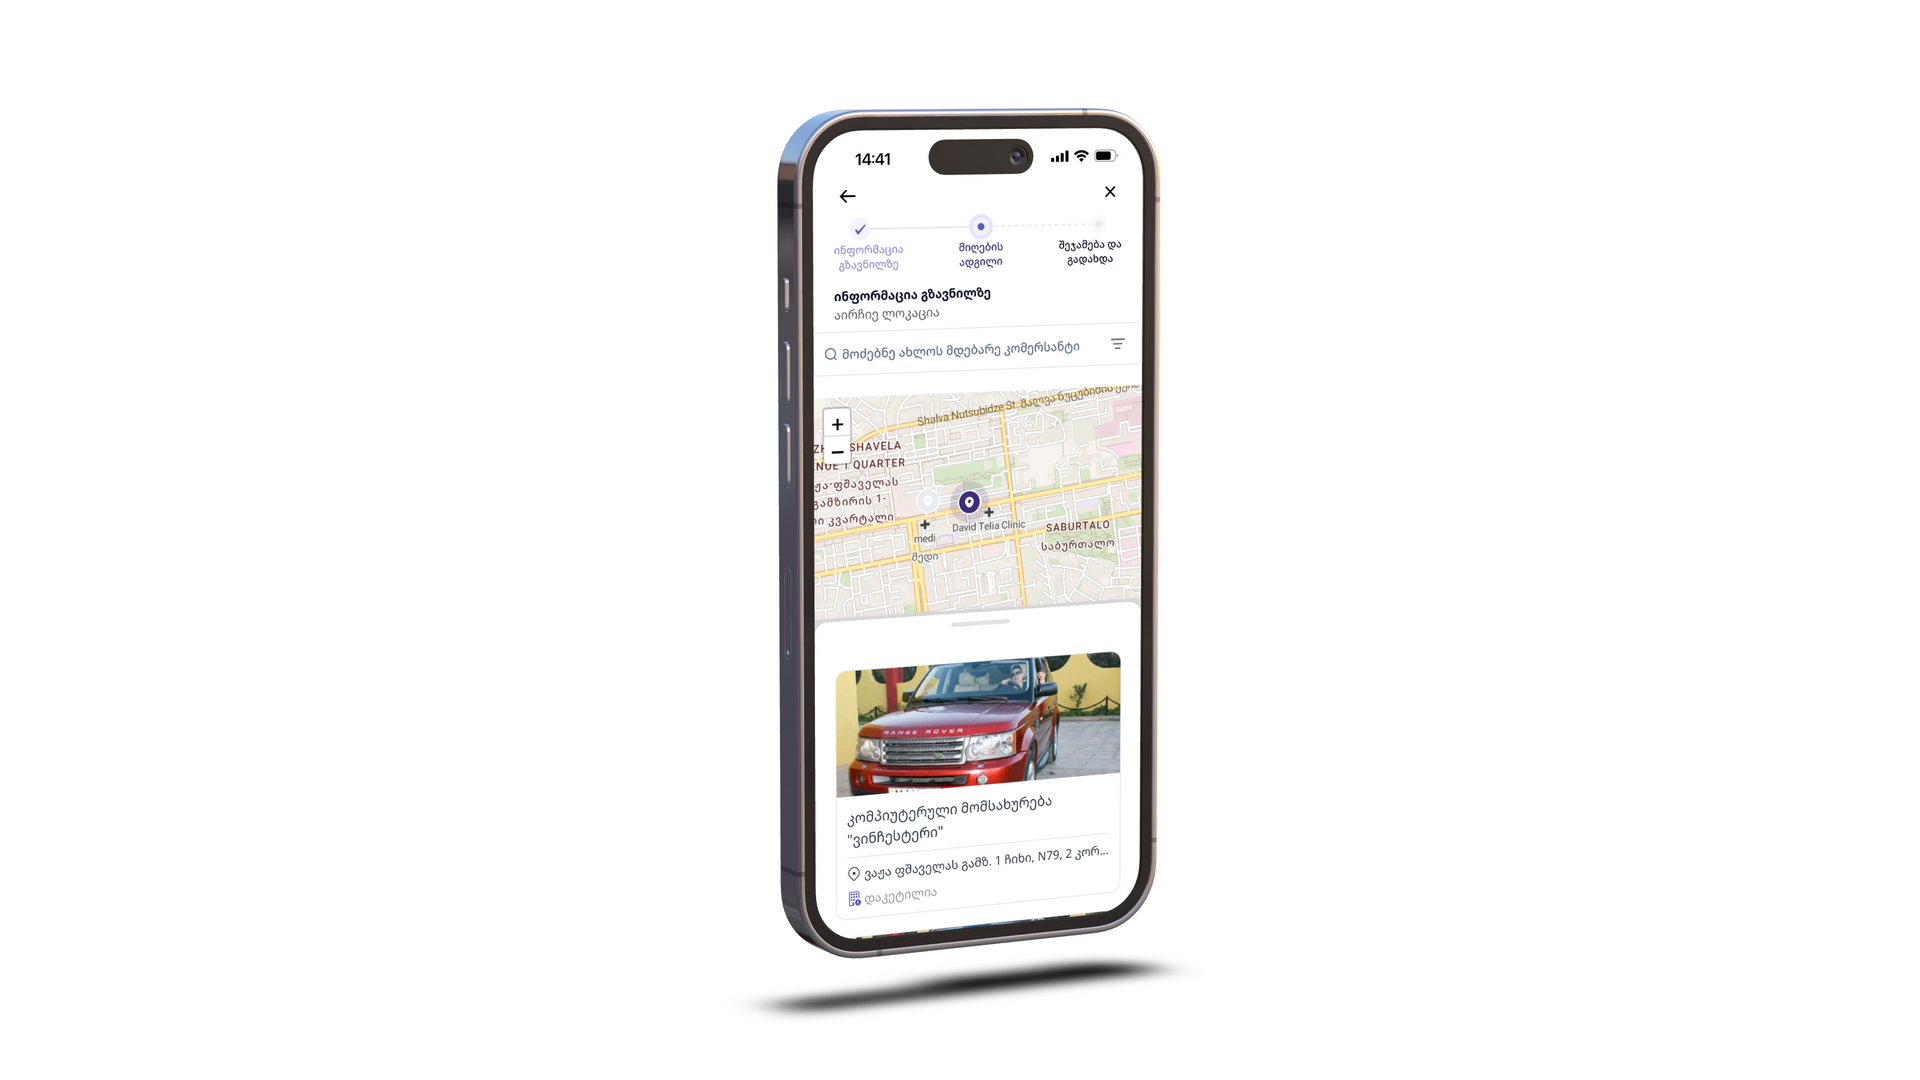 14:41
ინფორმაცია
გზავნილზე
მიღების
ადგილი
შეჯამება და
გადახდა
ინფორმაცია გზავნილზე
აირჩიე ლოკაცია
მოძებნე ახლოს მდებარე კომერსანტი
Shalva Nutsubidze St. შალვა ნუცუბიძის
+
−
SHAVELA
QUARTER
ჟა-ფშაველას
გამზირის 1-
კვარტალი
medi
მედი
David Telia Clinic
SABURTALO
საბურთალო
RANGE ROVER
კომპიუტერული მომსახურება
"ვინჩესტერი"
ვაჟა ფშაველას გამზ. 1 ჩიხი, N79, 2 კორ...
დაკეტილია